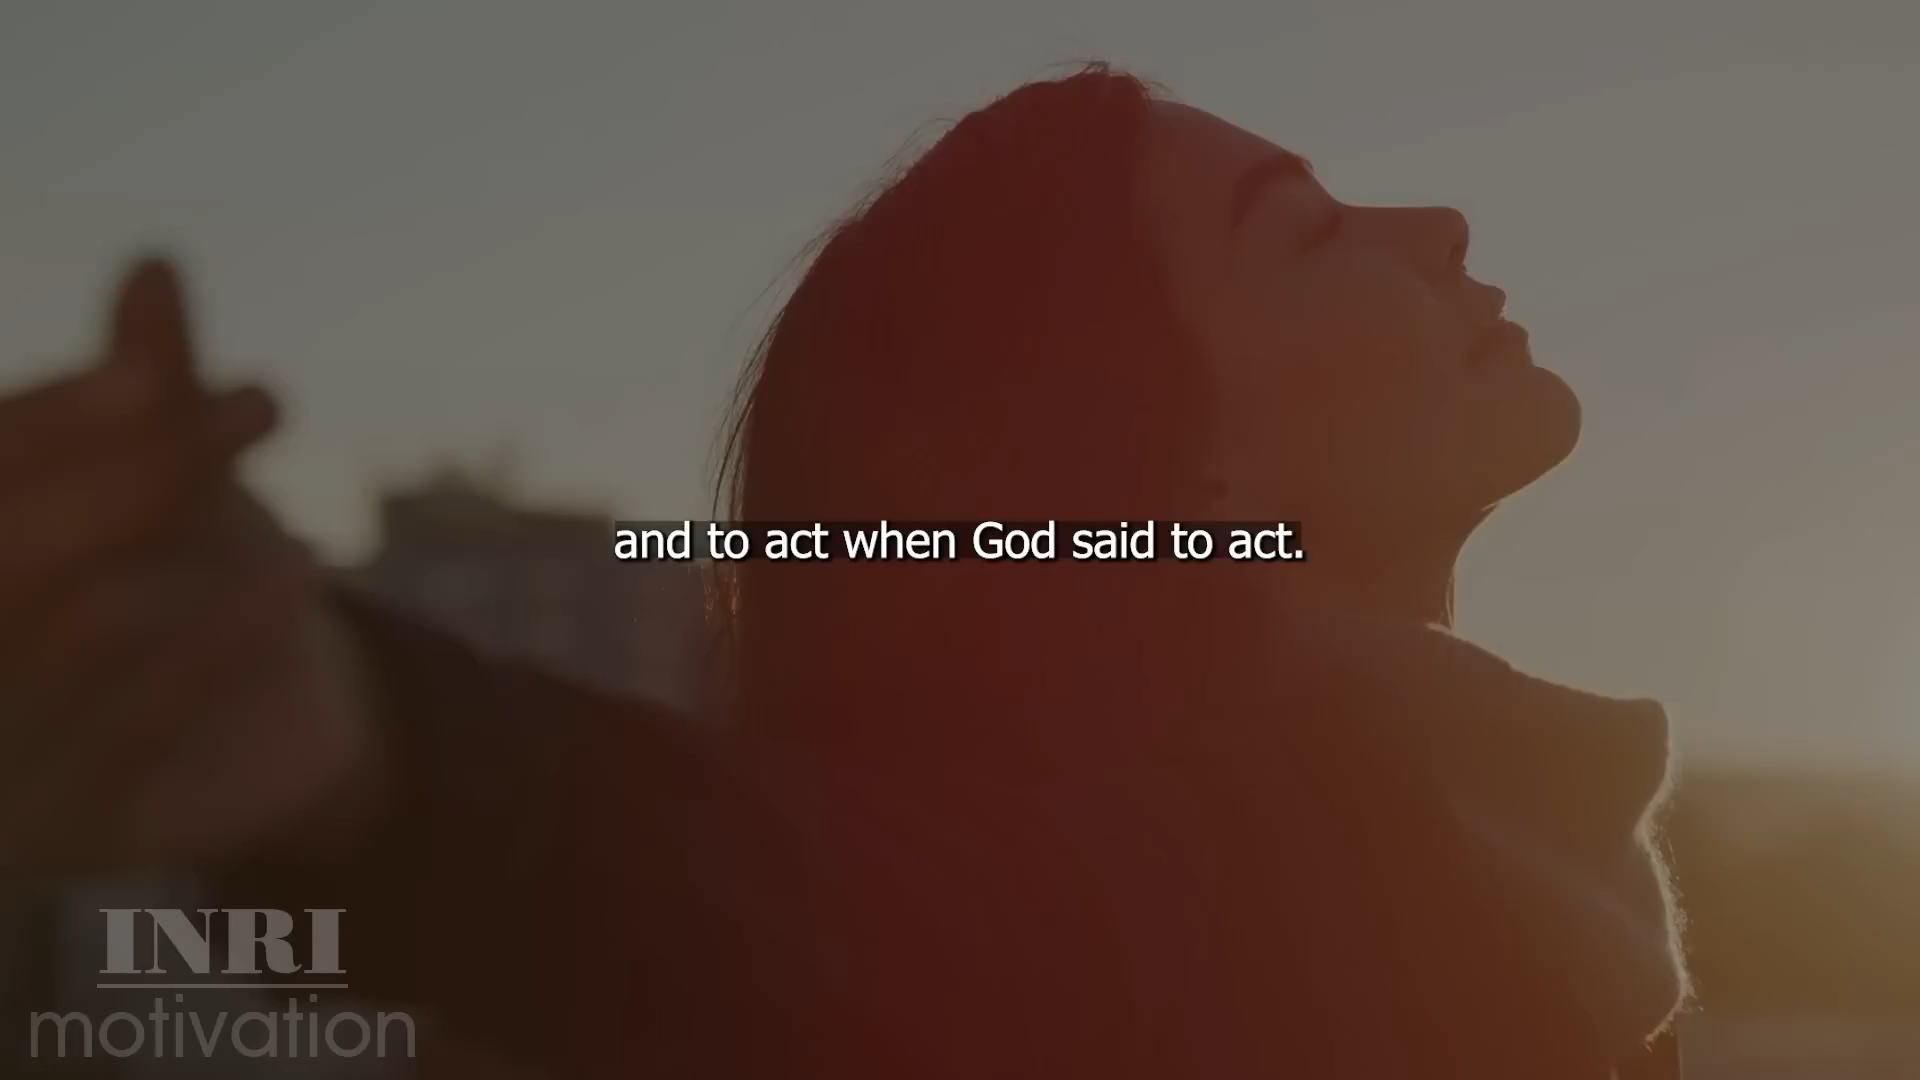 and to act when God said to act.
INRI
motivation